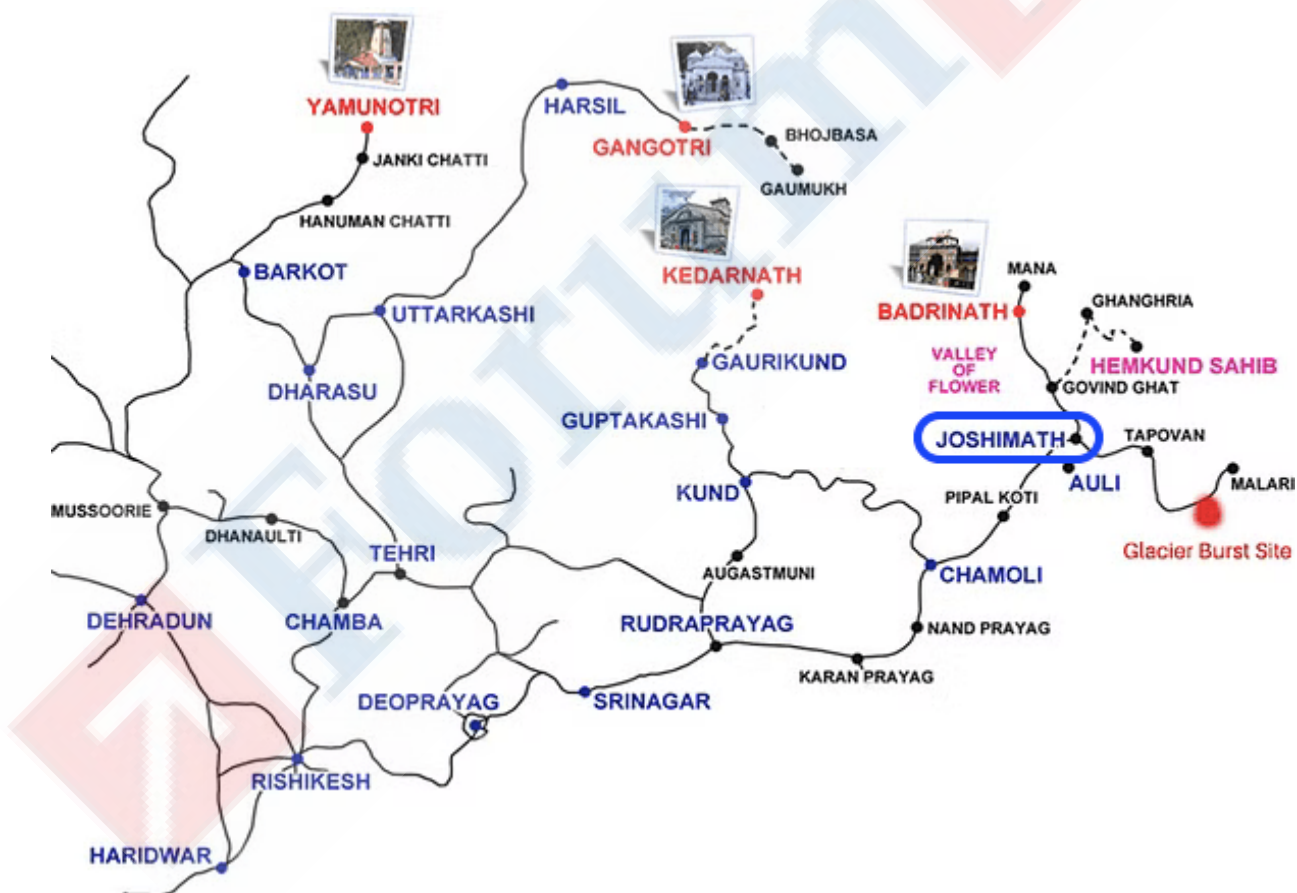 YAMUNOTRI
HARSIL
GANGOTRI
BHOJBASA
JANKI CHATTI
GAUMUKH
HANUMAN CHATTI
BARKOT
KEDARNATH
MANA
BADRINATH
GHANGHRIA
UTTARKASHI
GAURIKUND
VALLEY
OF
FLOWER
HEMKUND SAHIB
GOVIND GHAT
DHARASU
GUPTAKASHI
JOSHIMATH
TAPOVAN
AULI
MALARI
KUND
PIPAL KOTI
MUSSOORIE
DHANAULTI
TEHRI
Glacier Burst Site
AUGASTMUNI
CHAMOLI
DEHRADUN
CHAMBA
RUDRAPRAYAG
NAND PRAYAG
KARAN PRAYAG
DEOPRAYAG
SRINAGAR
RISHIKESH
HARIDWAR
Forum